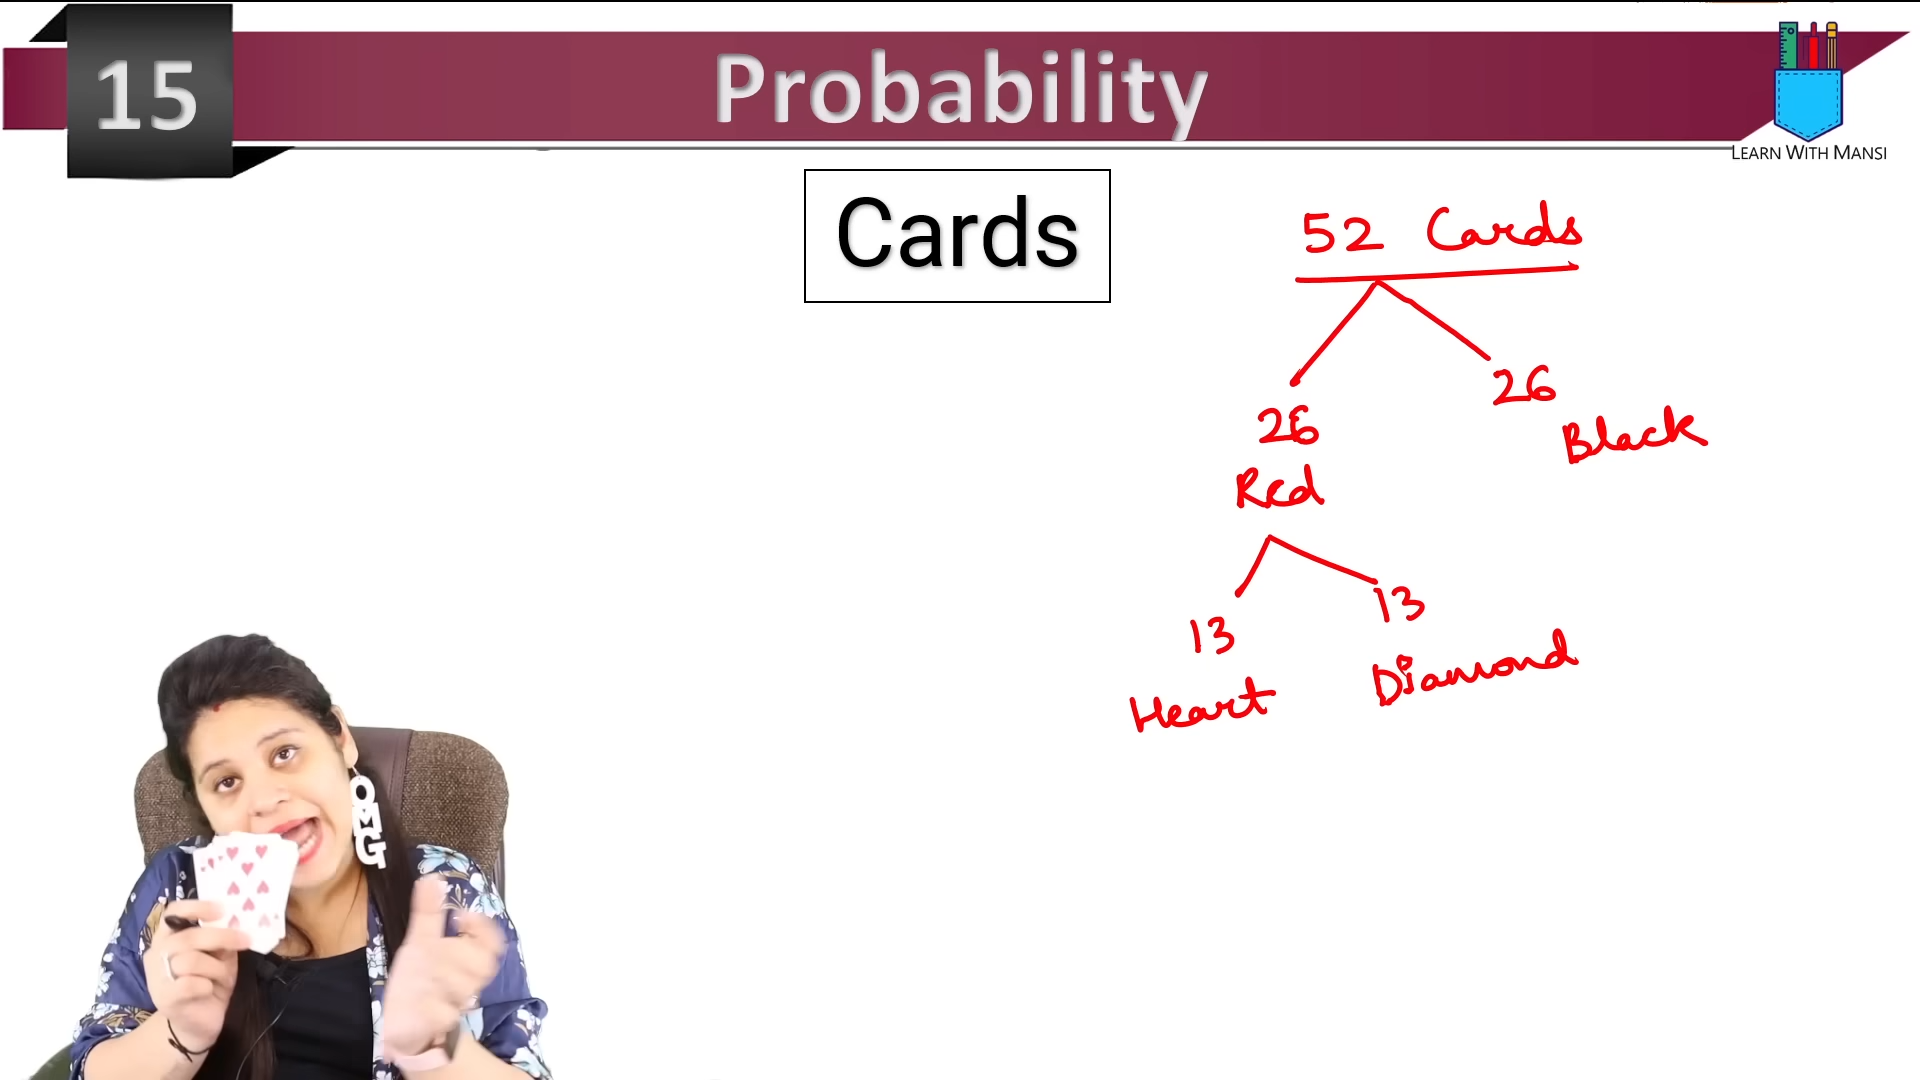 15
Probability
LEARN WITH MANSI
Cards
52 Cards
26
Red
26
Black
13
Heart
13
Diamond
OMG